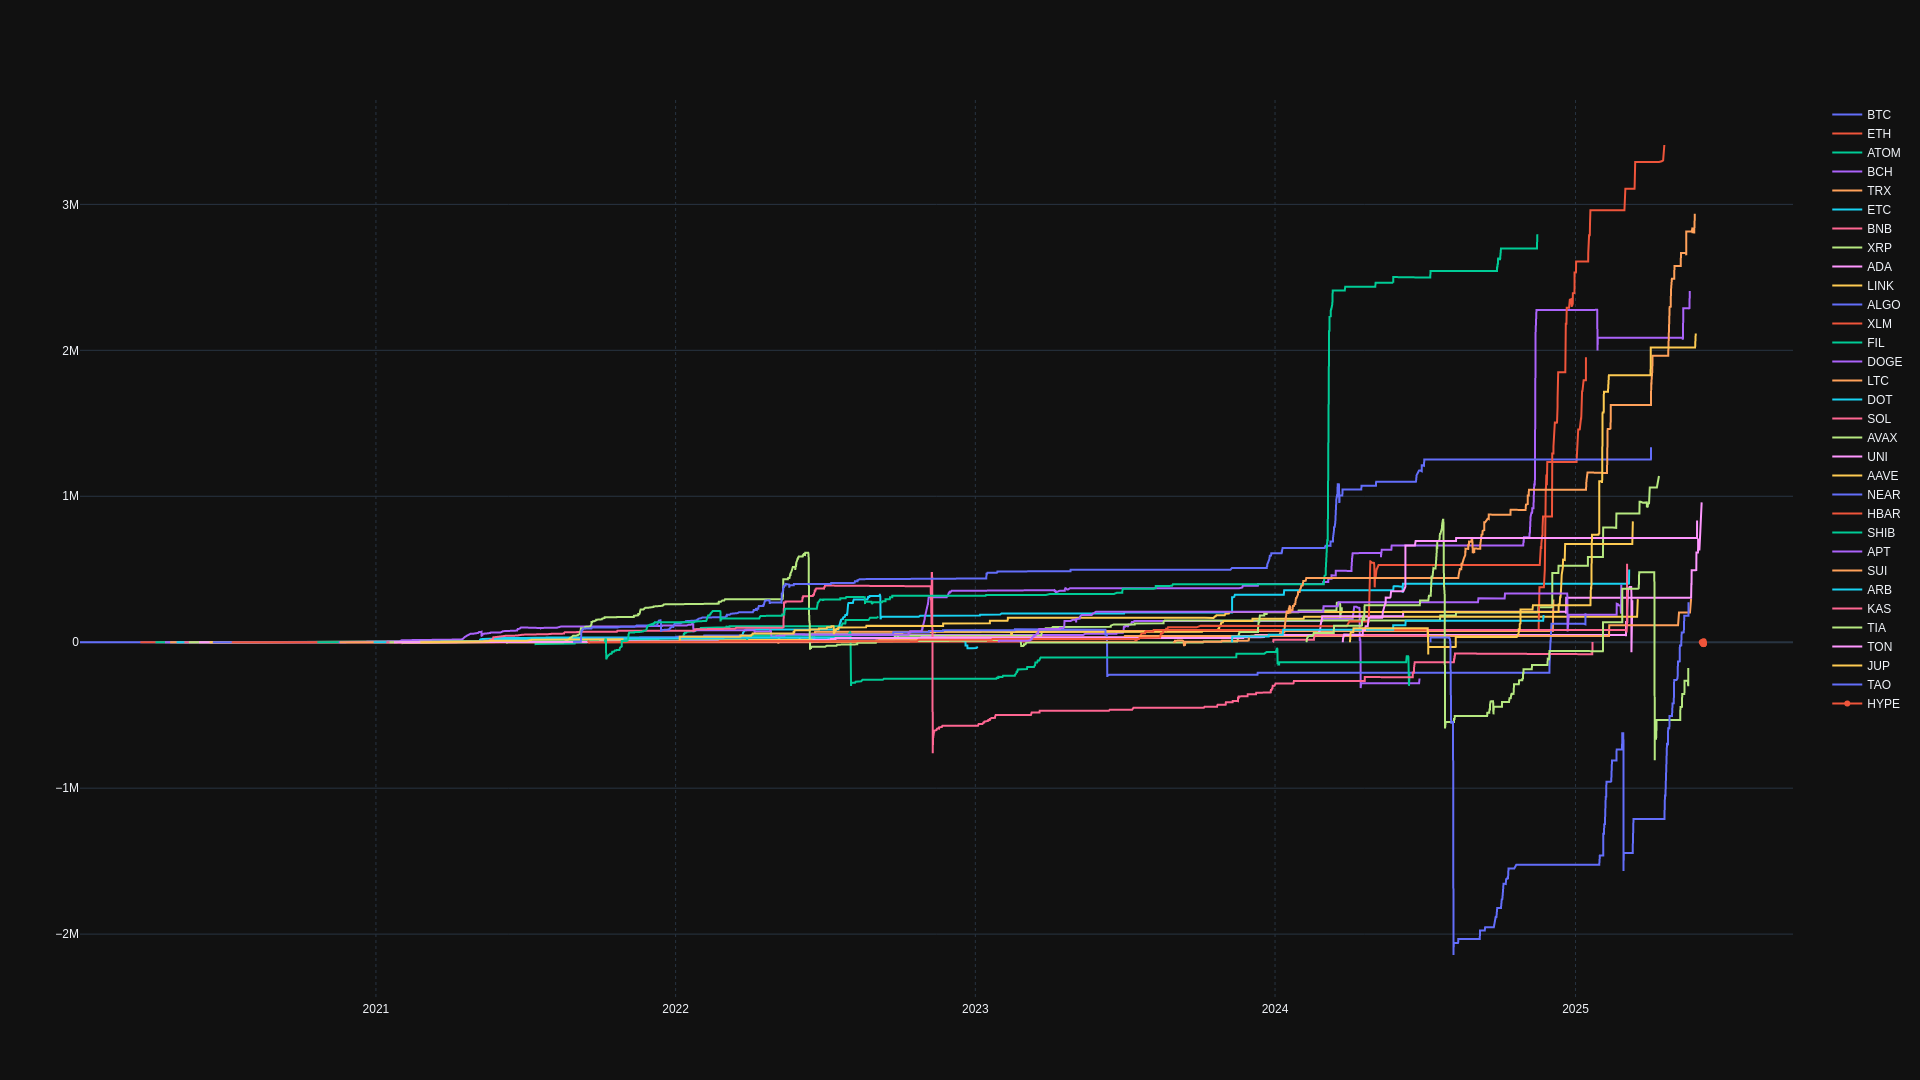 3M
2M
1M
0
−1M
−2M
2021
2022
2023
2024
2025
BTC
ETH
ATOM
BCH
TRX
ETC
BNB
XRP
ADA
LINK
ALGO
XLM
FIL
DOGE
LTC
DOT
SOL
AVAX
UNI
AAVE
NEAR
HBAR
SHIB
APT
SUI
ARB
KAS
TIA
TON
JUP
TAO
HYPE